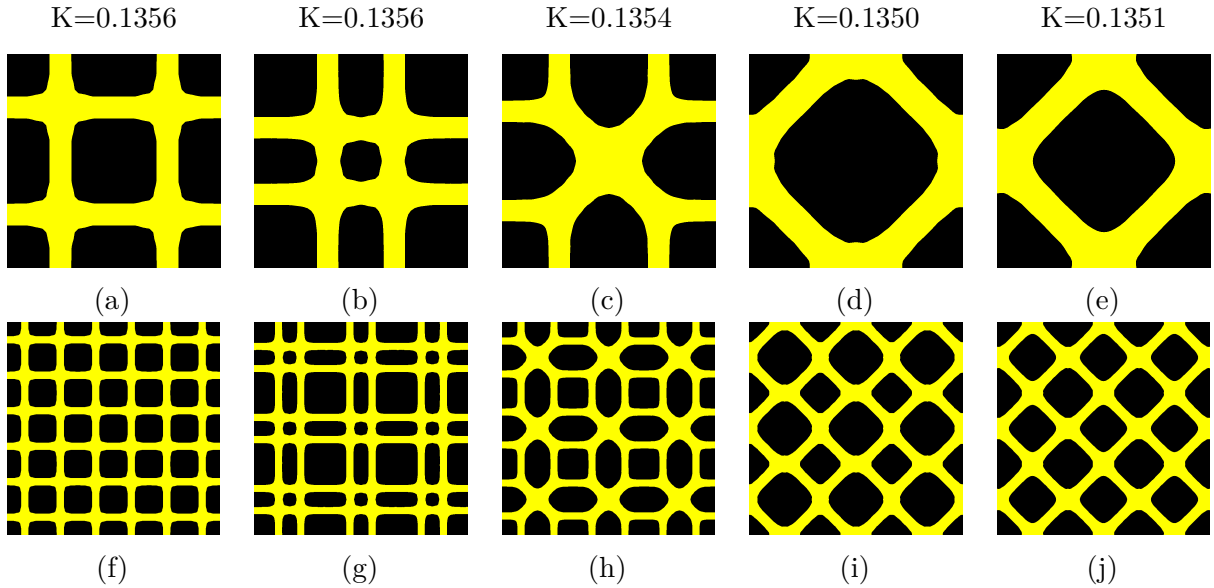 K=0.1356 K=0.1356 K=0.1354 K=0.1350 K=0.1351
(a) (b) (c) (d) (e)
(f) (g) (h) (i) (j)